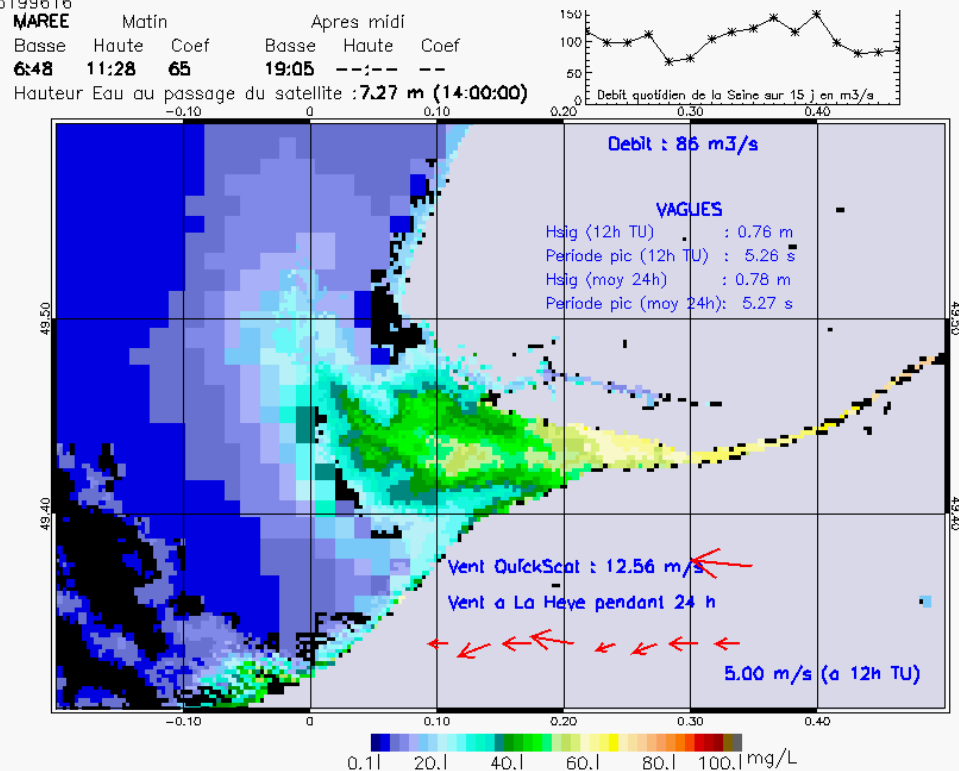 MAREE Matin Apres midi
Basse Haute Coef Basse Haute Coef
6:48 11:28 65 19:05 --:-- --
Hauteur Eau au passage du satellite : 7.27 m (14:00:00)
150
100
50
0
Debit quotidien de la Seine sur 15 j en m3/s
-0.10 0 0.10 0.20 0.30 0.40
Debit : 86 m3/s
VAGUES
Hsig (12h TU) : 0.76 m
Periode pic (12h TU) : 5.26 s
Hsig (moy 24h) : 0.78 m
Periode pic (moy 24h): 5.27 s
49.50 49.50
49.40 49.40
Vent QuickScat : 12.56 m/s
Vent a La Heve pendant 24 h
5.00 m/s (a 12h TU)
-0.10 0 0.10 0.20 0.30 0.40
0.1| 20.| 40.| 60.| 80.| 100.| mg/L